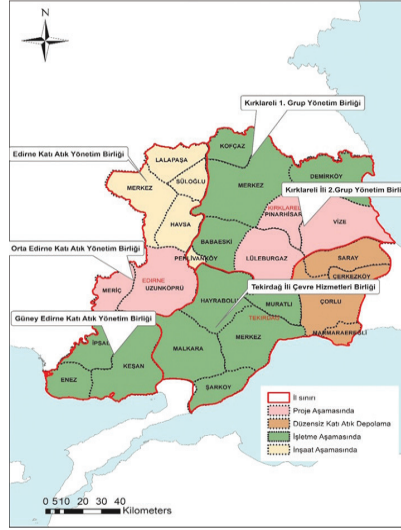 N
Kırklareli 1. Grup Yönetim Birliği
KOFÇAZ
Edirne Katı Atık Yönetim Birliği
LALAPAŞA
DEMİRKÖY
SÜLOĞLU
MERKEZ
MERKEZ
Kırklareli İli 2.Grup Yönetim Birliği
KIRKLARELİ
PINARHİSAR
HAVSA
VİZE
BABAESKİ
Orta Edirne Katı Atık Yönetim Birliği
PEHLİVANKÖY
LÜLEBURGAZ
SARAY
ÇERKEZKÖY
EDİRNE
MERİÇ
UZUNKÖPRÜ
Tekirdağ İli Çevre Hizmetleri Birliği
HAYRABOLU
MURATLI
ÇORLU
Güney Edirne Katı Atık Yönetim Birliği
TEKİRDAĞ
MARMARAEREĞLİ
İPSALA
MALKARA
MERKEZ
KEŞAN
ENEZ
ŞARKÖY
İl sınırı
Proje Aşamasında
Düzensiz Katı Atık Depolama
İşletme Aşamasında
İnşaat Aşamasında
0 5 10 20 30 40
Kilometers